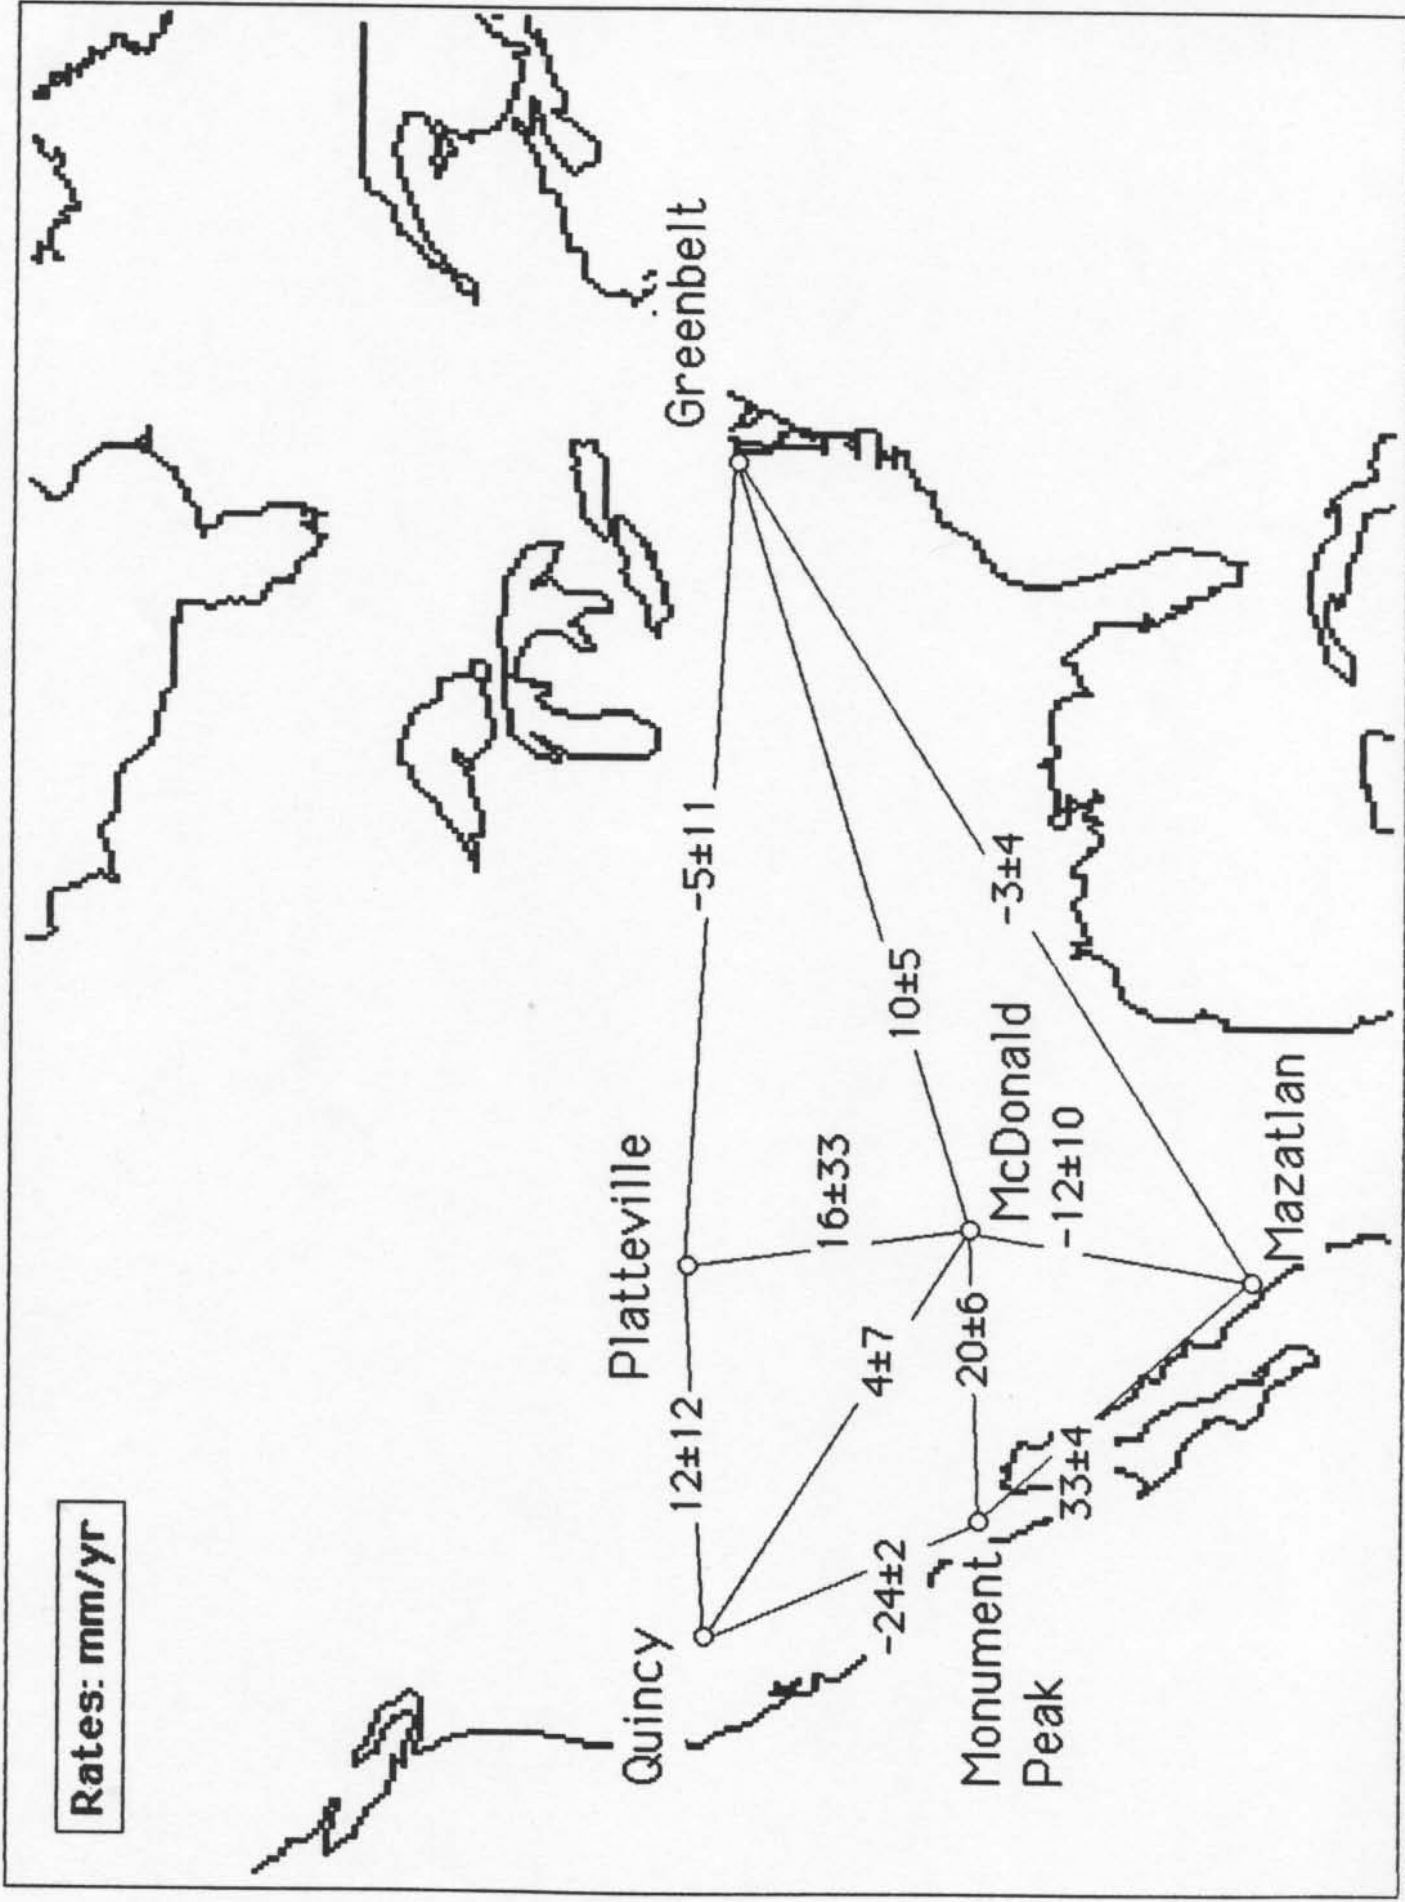 Rates: mm/yr
Quincy
Platteville
Greenbelt
12±12
-5±11
16±33
4±7
-24±2
10±5
20±6
McDonald
-3±4
Monument
Peak
-12±10
33±4
Mazatlan